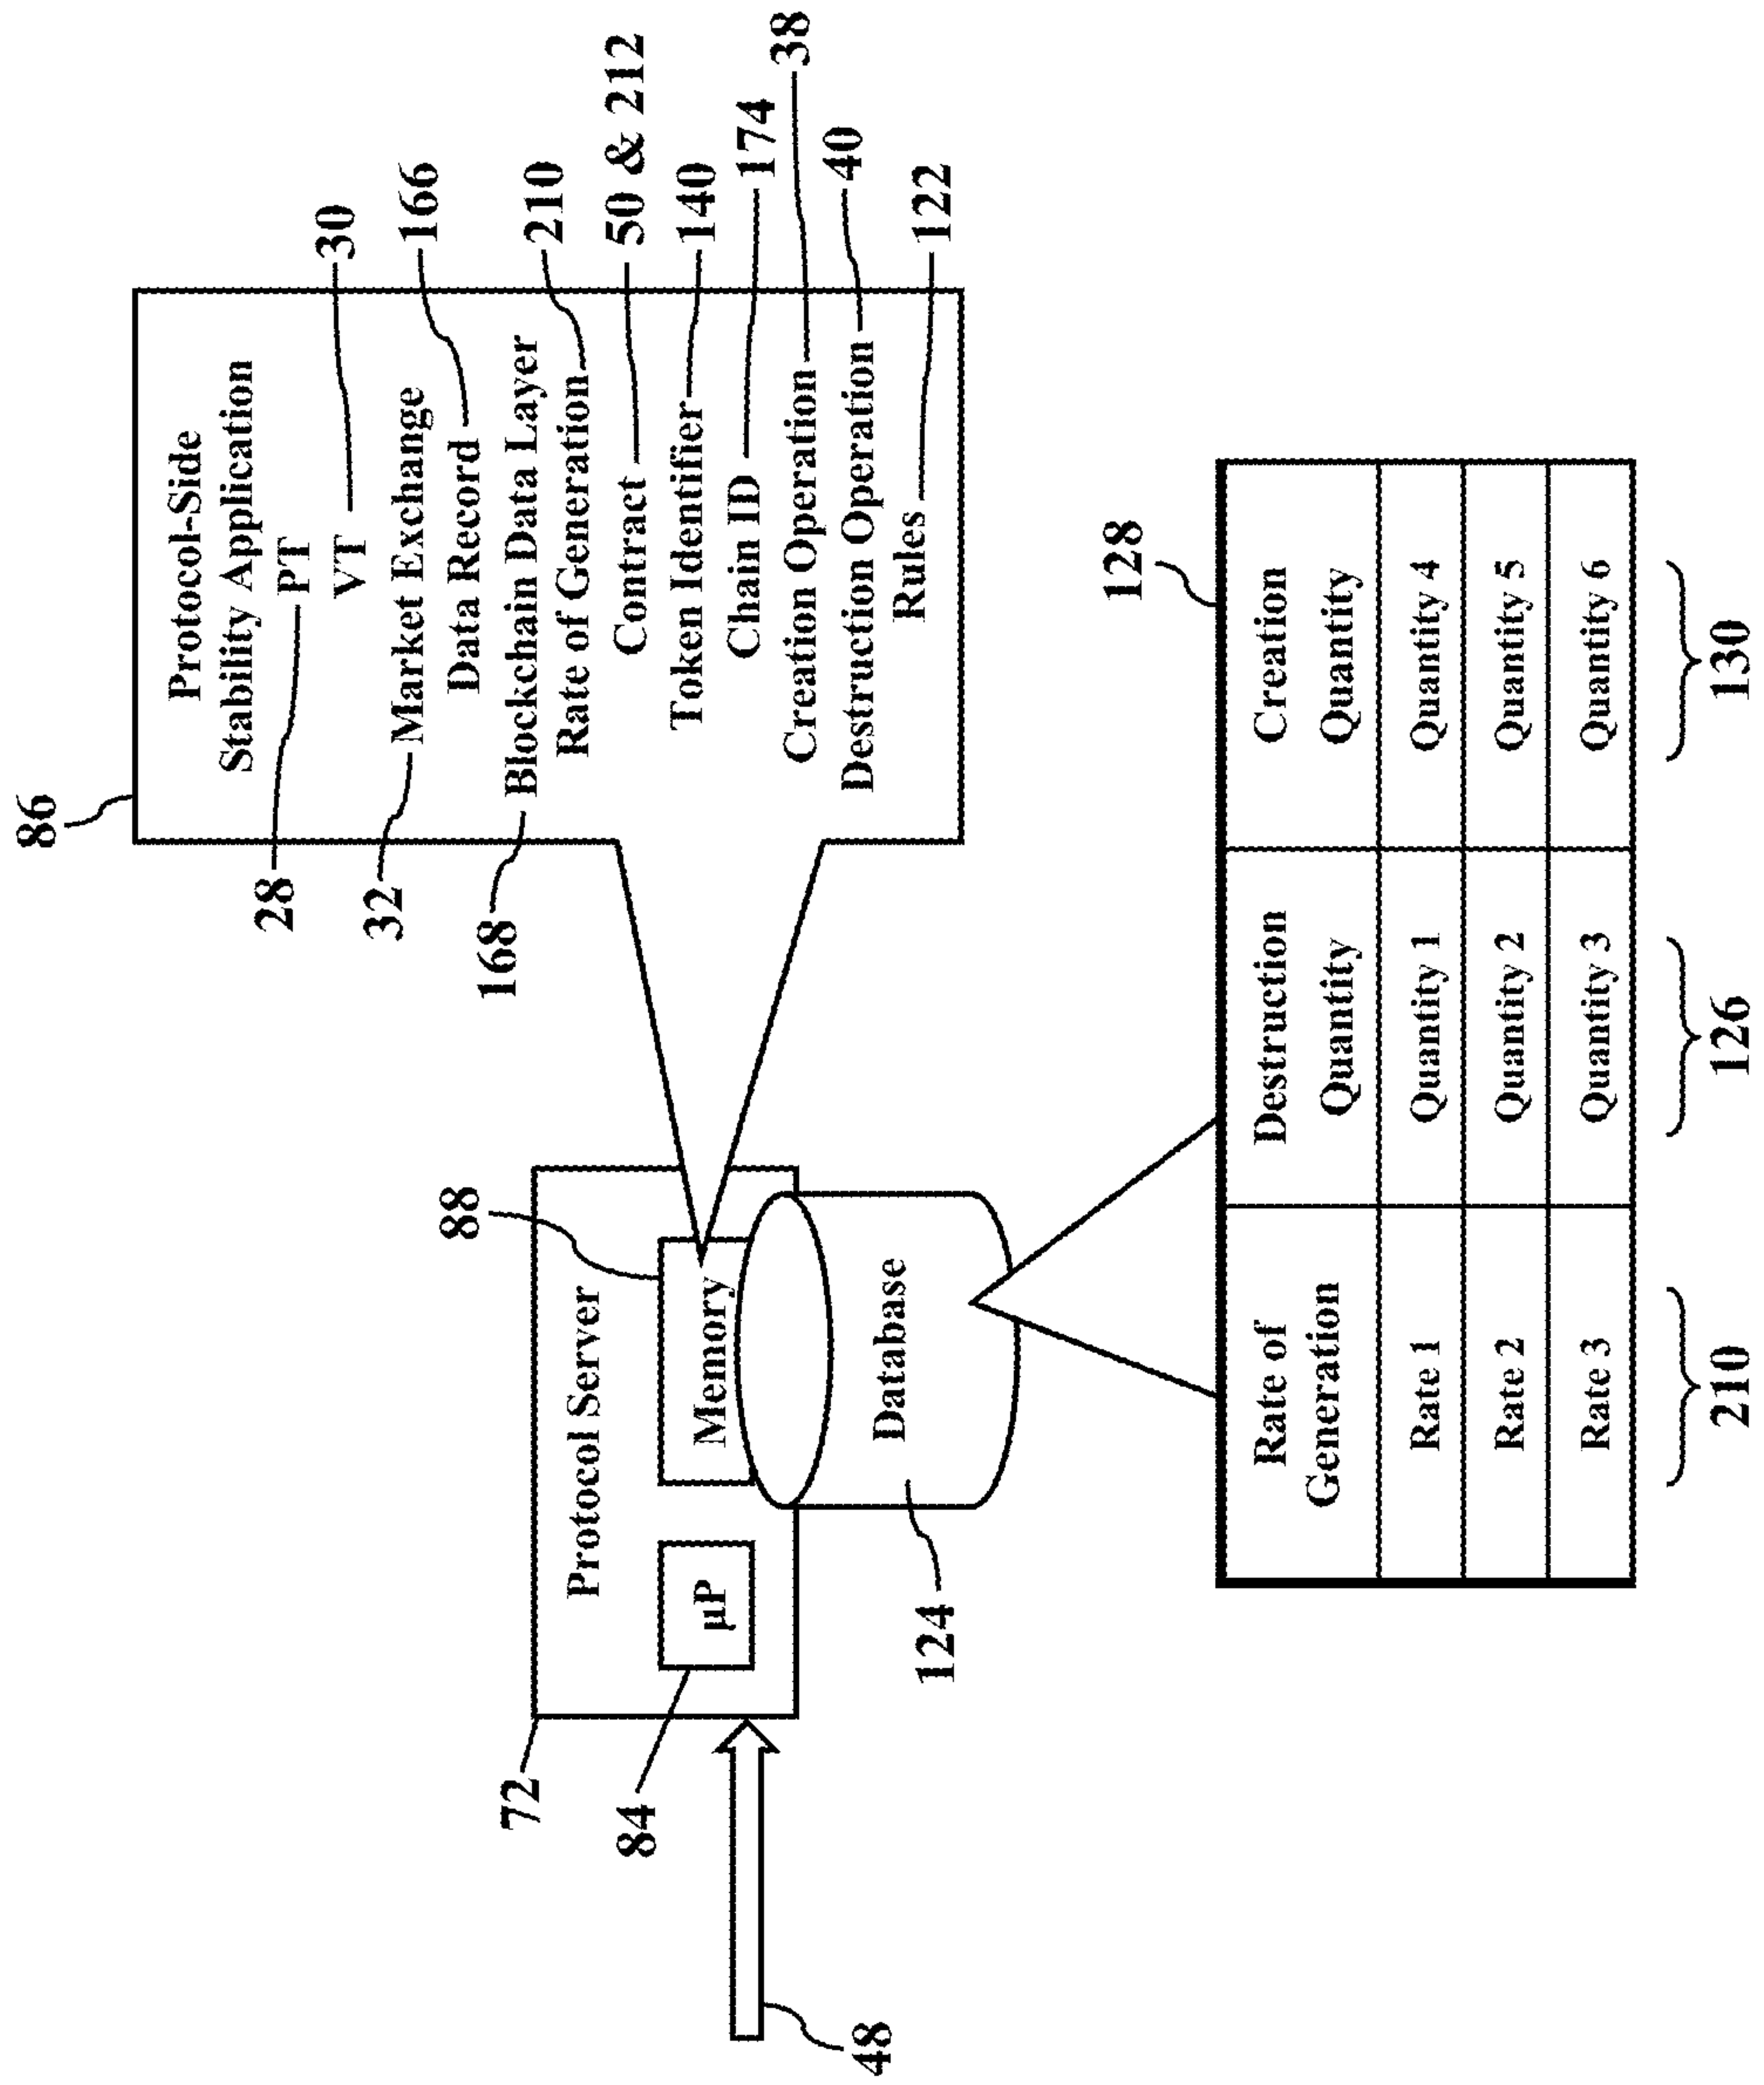 86
Protocol-Side
Stability Application
28 PT
VT 30
32 Market Exchange
Data Record 166
168 Blockchain Data Layer
Rate of Generation 210
Contract 50 & 212
Token Identifier 140
Chain ID 174
Creation Operation 38
Destruction Operation 40
Rules 122
72
Protocol Server
88
84
μP
Memory
48
Database
124
128
Rate of Generation
Destruction Quantity
Creation Quantity
Rate 1 Quantity 1 Quantity 4
Rate 2 Quantity 2 Quantity 5
Rate 3 Quantity 3 Quantity 6
210 126 130